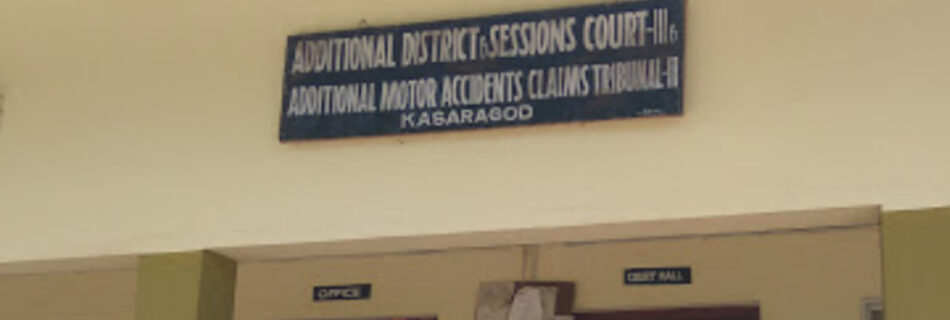 ADDITIONAL DISTRICT & SESSIONS COURT-III &
ADDITIONAL MOTOR ACCIDENTS CLAIMS TRIBUNAL-II
KASARAGOD
OFFICE
COURT HALL